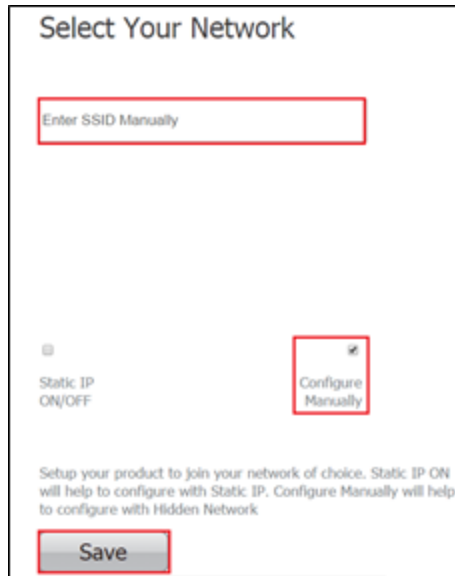 Select Your Network
Enter SSID Manually
Static IP
ON/OFF
Configure
Manually
Setup your product to join your network of choice. Static IP ON
will help to configure with Static IP. Configure Manually will help
to configure with Hidden Network
Save